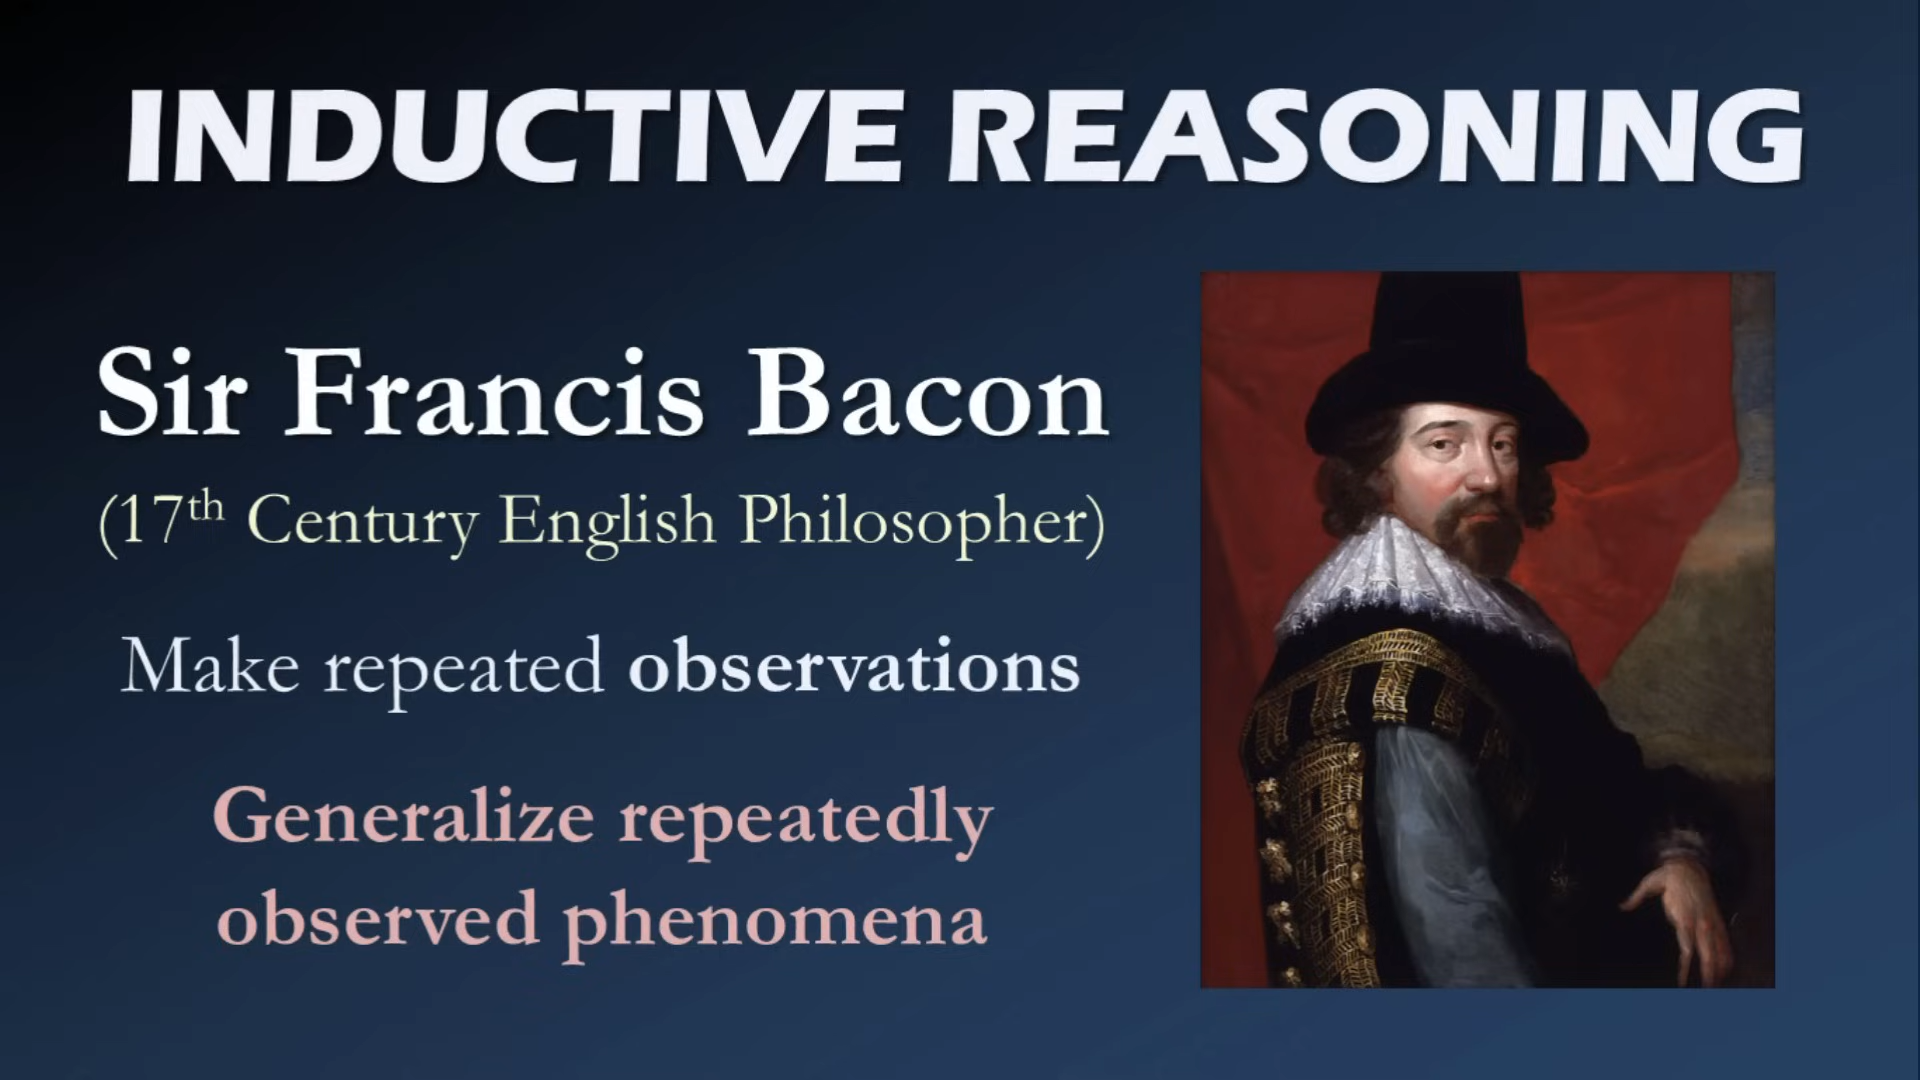 INDUCTIVE REASONING
Sir Francis Bacon
(17th Century English Philosopher)
Make repeated observations
Generalize repeatedly
observed phenomena